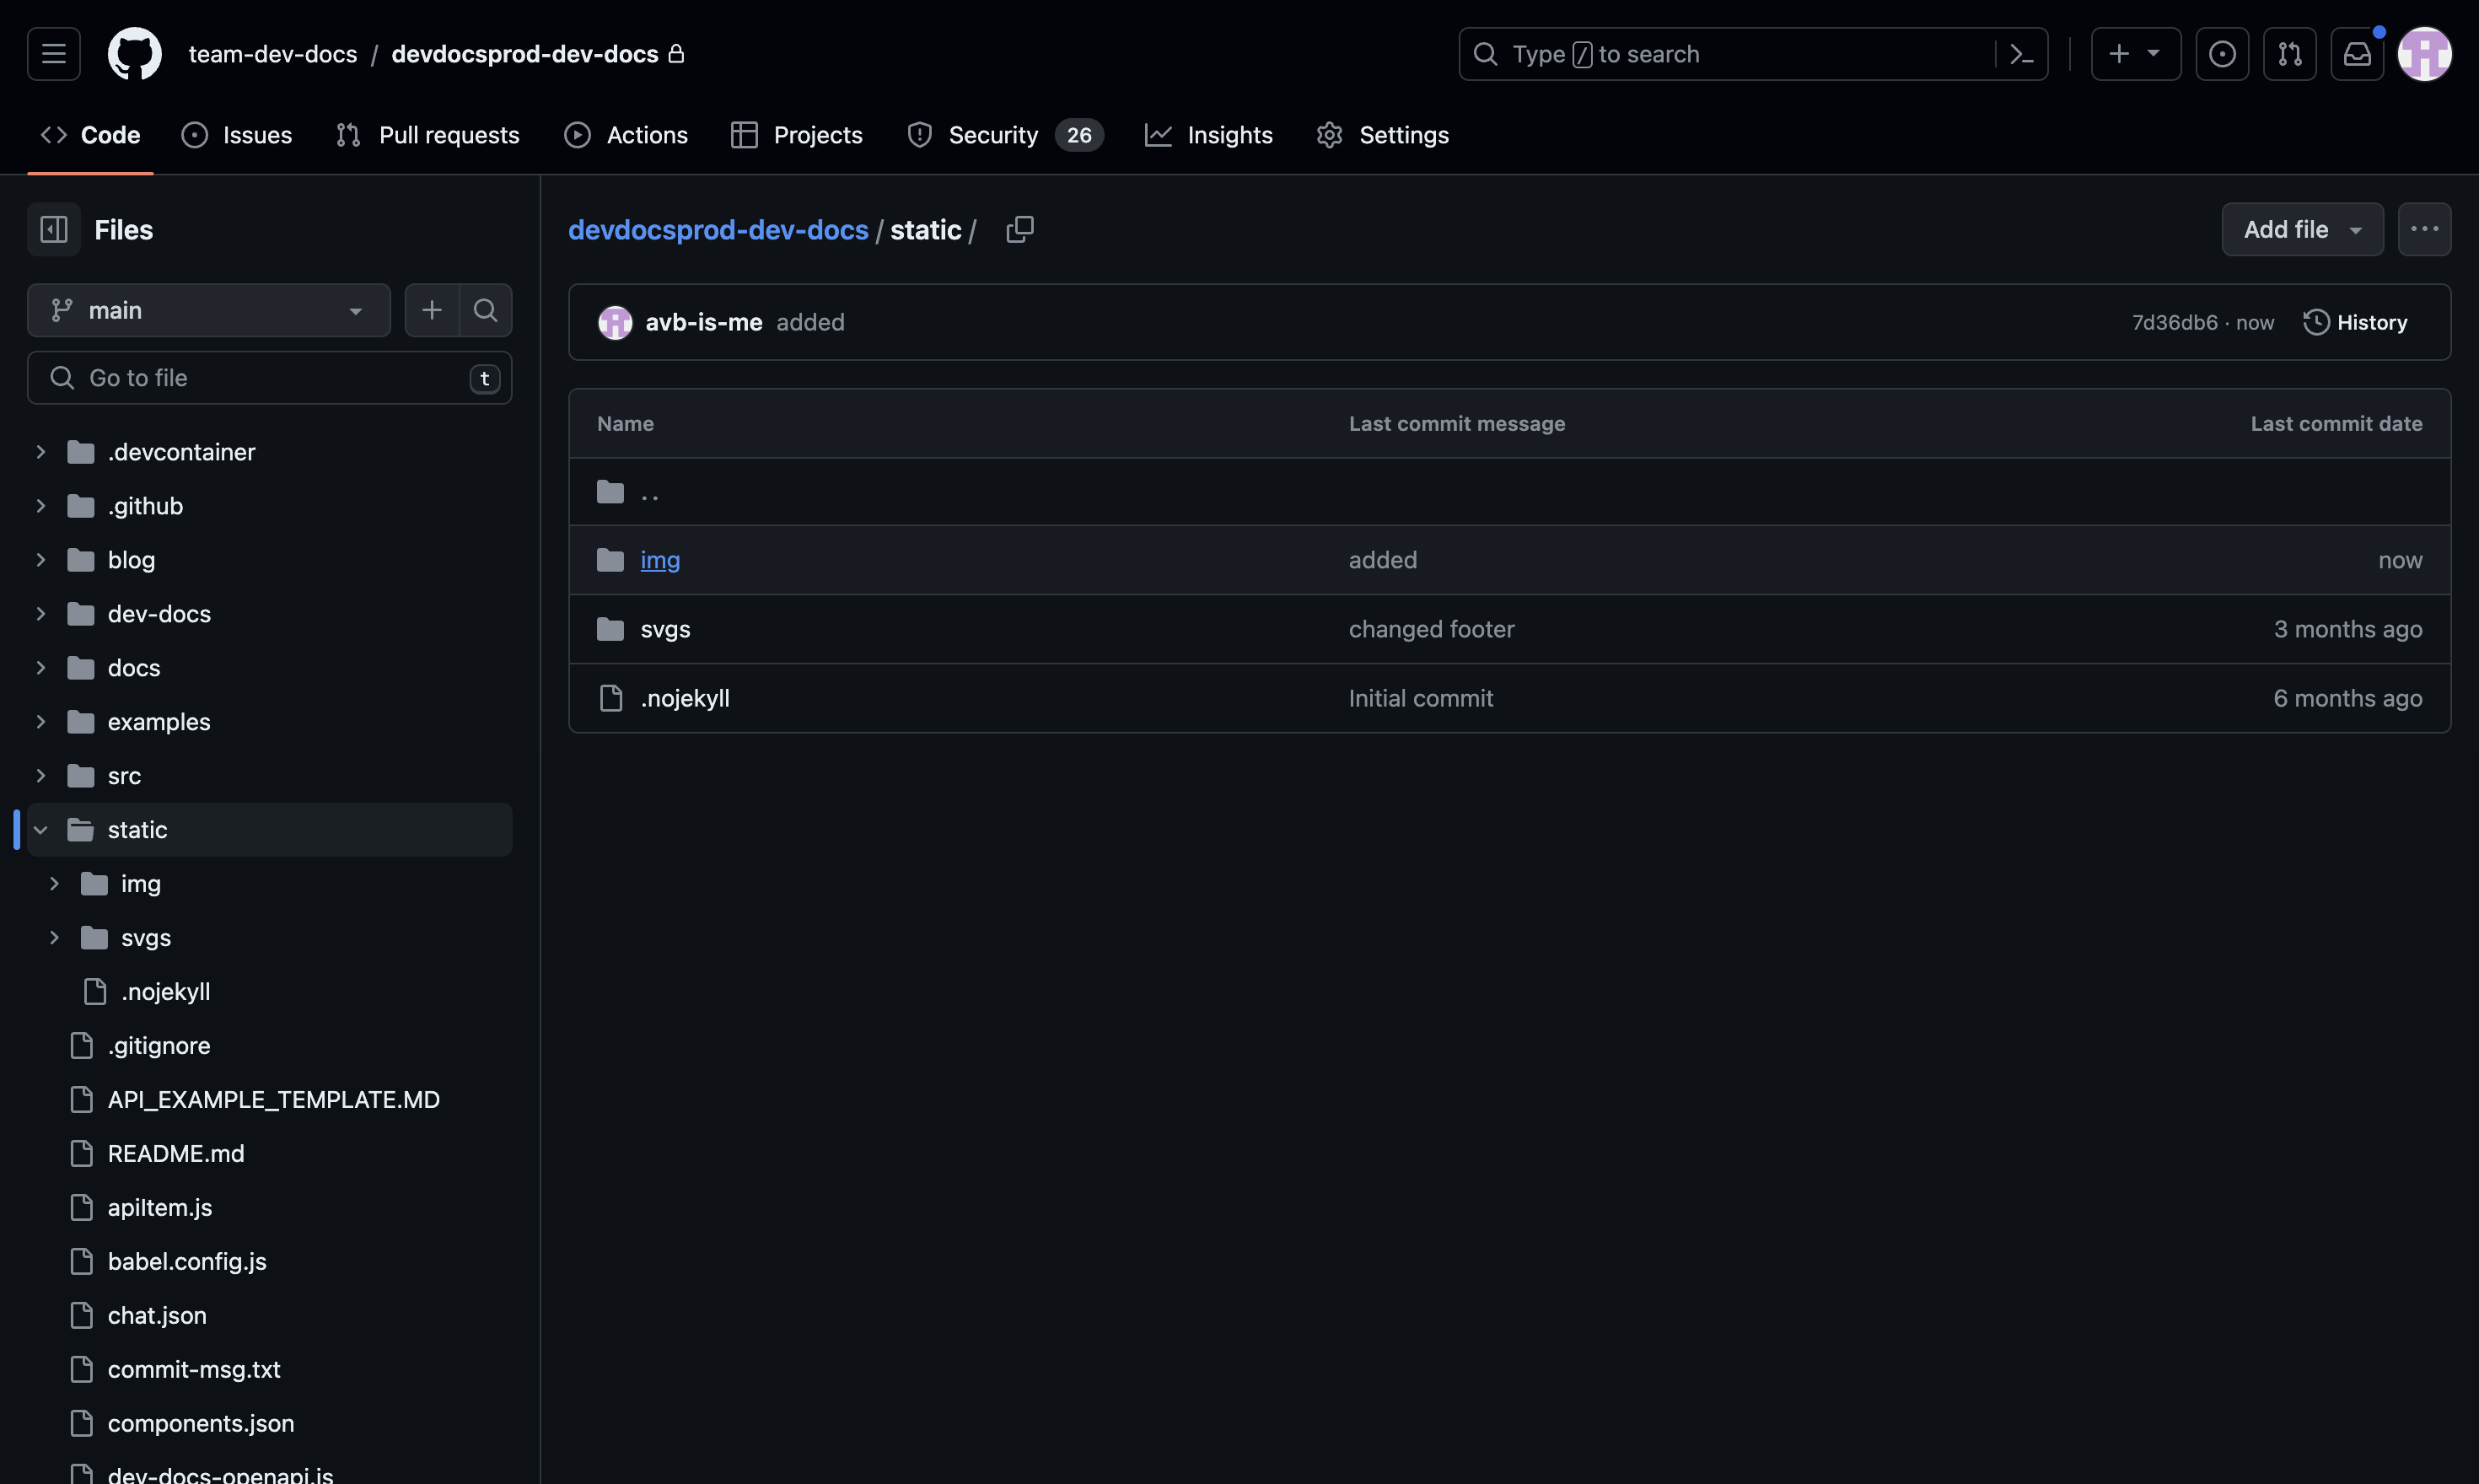 team-dev-docs / devdocsprod-dev-docs
Type / to search
Code
Issues
Pull requests
Actions
Projects
Security 26
Insights
Settings
Files
main
Go to file t
.devcontainer
.github
blog
dev-docs
docs
examples
src
static
img
svgs
.nojekyll
.gitignore
API_EXAMPLE_TEMPLATE.MD
README.md
apiItem.js
babel.config.js
chat.json
commit-msg.txt
components.json
dev-docs-openapi.js
devdocsprod-dev-docs / static /
Add file
avb-is-me added 7d36db6 · now History
Name Last commit message Last commit date
..
img added now
svgs changed footer 3 months ago
.nojekyll Initial commit 6 months ago